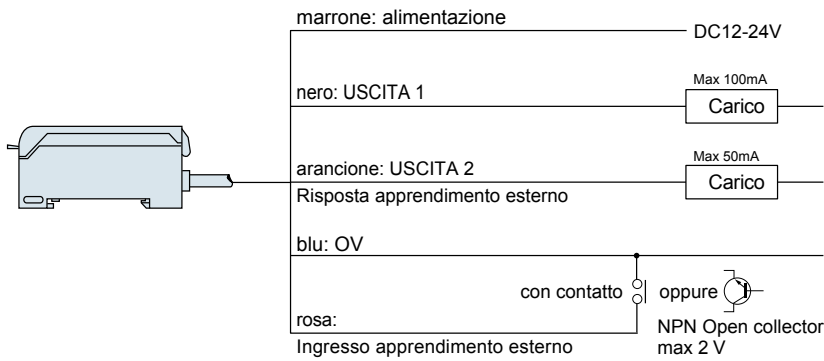 marrone: alimentazione
DC12-24V
Max 100mA
nero: USCITA 1
Carico
Max 50mA
arancione: USCITA 2
Carico
Risposta apprendimento esterno
blu: OV
con contatto
oppure
rosa:
NPN Open collector
Ingresso apprendimento esterno
max 2 V